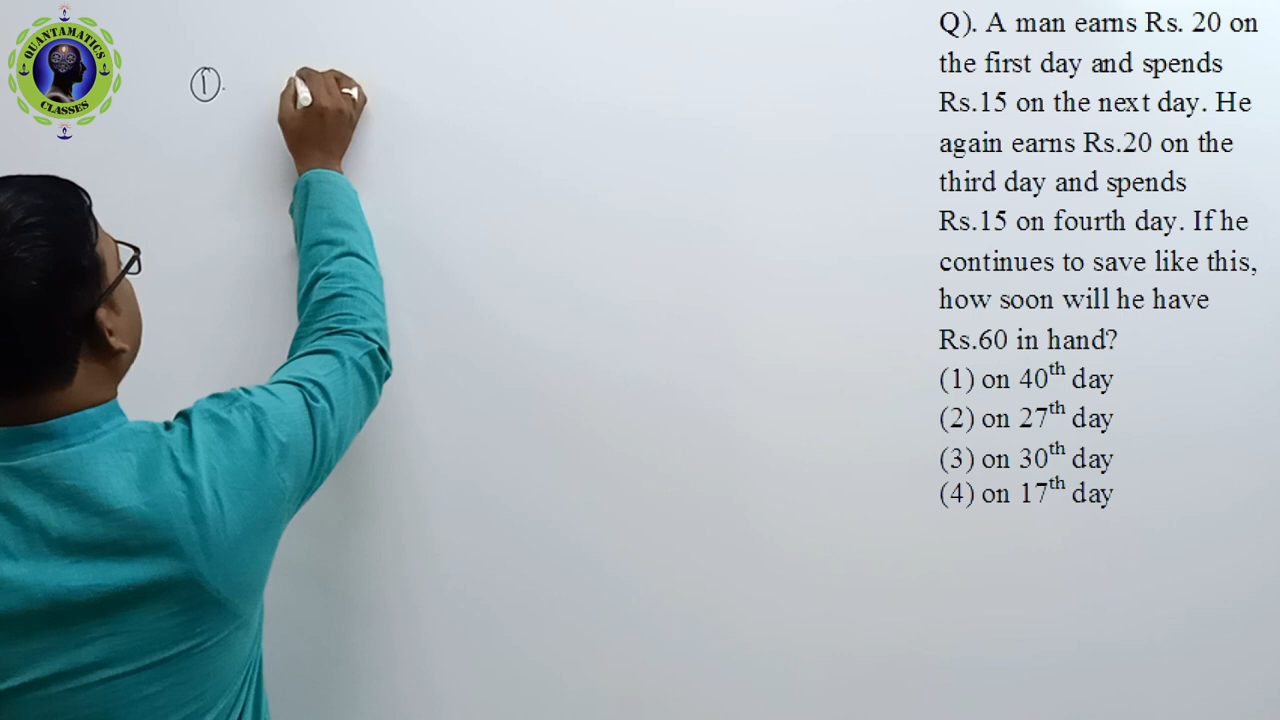 QUANTAMATICS
CLASSES
1.
Q). A man earns Rs. 20 on
the first day and spends
Rs.15 on the next day. He
again earns Rs.20 on the
third day and spends
Rs.15 on fourth day. If he
continues to save like this,
how soon will he have
Rs.60 in hand?
(1) on 40th day
(2) on 27th day
(3) on 30th day
(4) on 17th day